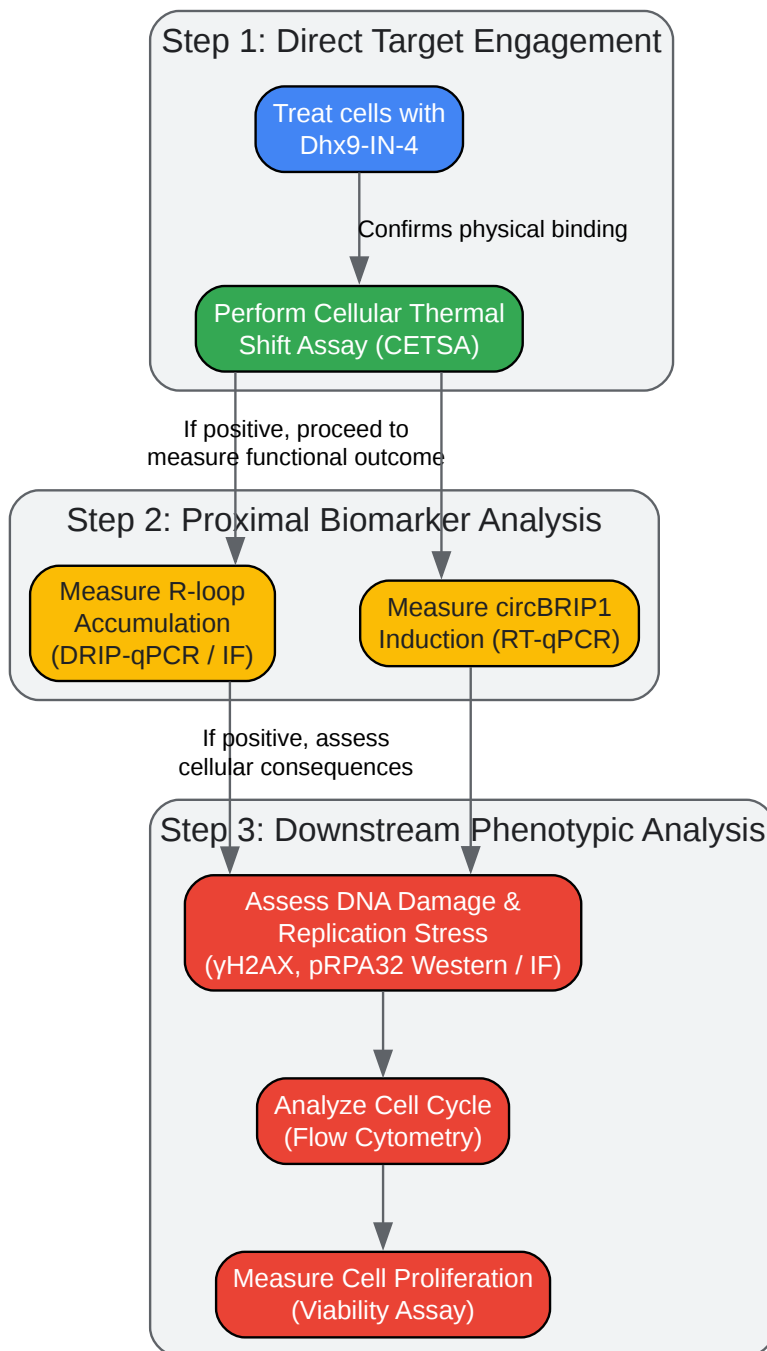 Step 1: Direct Target Engagement
Treat cells with
Dhx9-IN-4
Confirms physical binding
Perform Cellular Thermal
Shift Assay (CETSA)
If positive, proceed to
measure functional outcome
Step 2: Proximal Biomarker Analysis
Measure R-loop
Accumulation
(DRIP-qPCR / IF)
Measure circBRIP1
Induction (RT-qPCR)
If positive, assess
cellular consequences
Step 3: Downstream Phenotypic Analysis
Assess DNA Damage &
Replication Stress
(γH2AX, pRPA32 Western / IF)
Analyze Cell Cycle
(Flow Cytometry)
Measure Cell Proliferation
(Viability Assay)